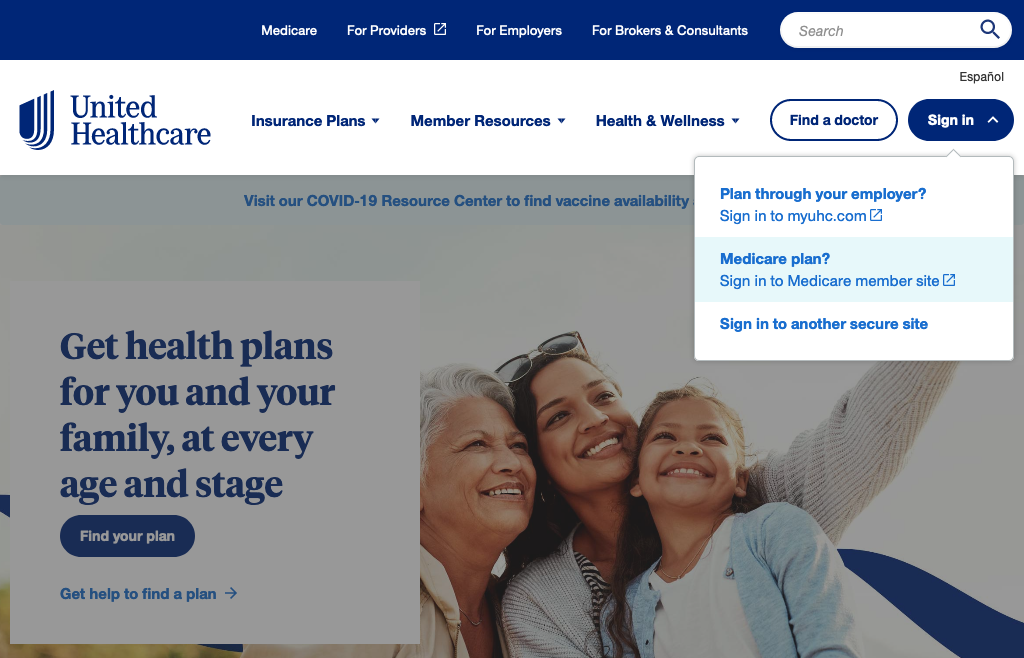 Medicare For Providers For Employers For Brokers & Consultants Search
Español
United
Healthcare
Insurance Plans Member Resources Health & Wellness Find a doctor Sign in
Visit our COVID-19 Resource Center to find vaccine availability
Plan through your employer?
Sign in to myuhc.com
Medicare plan?
Sign in to Medicare member site
Sign in to another secure site
Get health plans
for you and your
family, at every
age and stage
Find your plan
Get help to find a plan